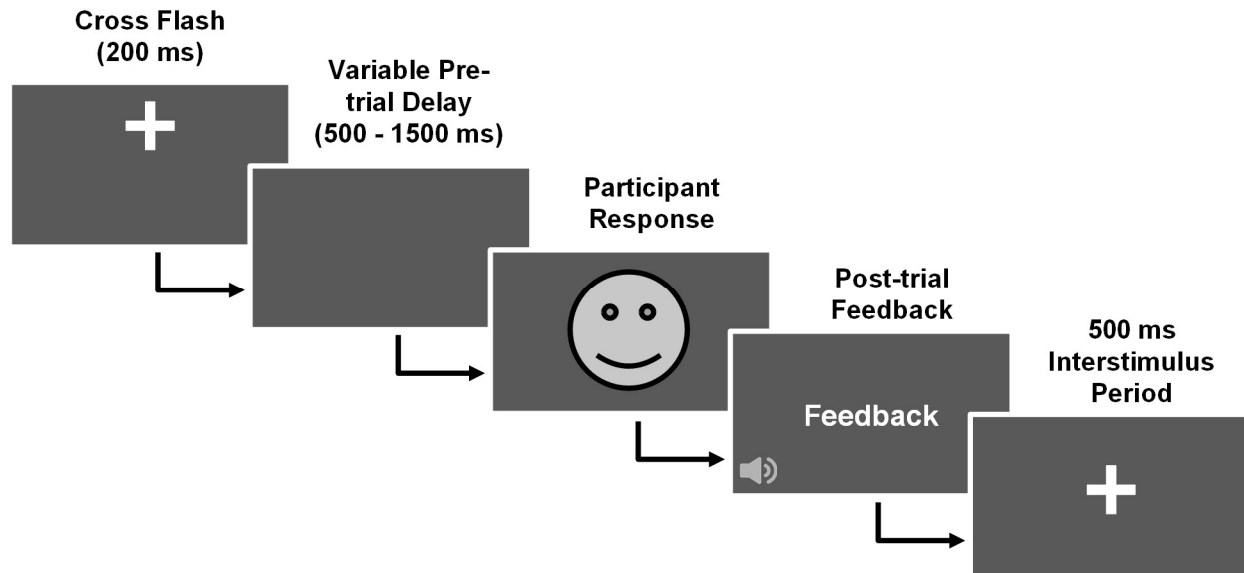 Cross Flash
(200 ms)
Variable Pre-
trial Delay
(500 - 1500 ms)
Participant
Response
Post-trial
Feedback
Feedback
500 ms
Interstimulus
Period